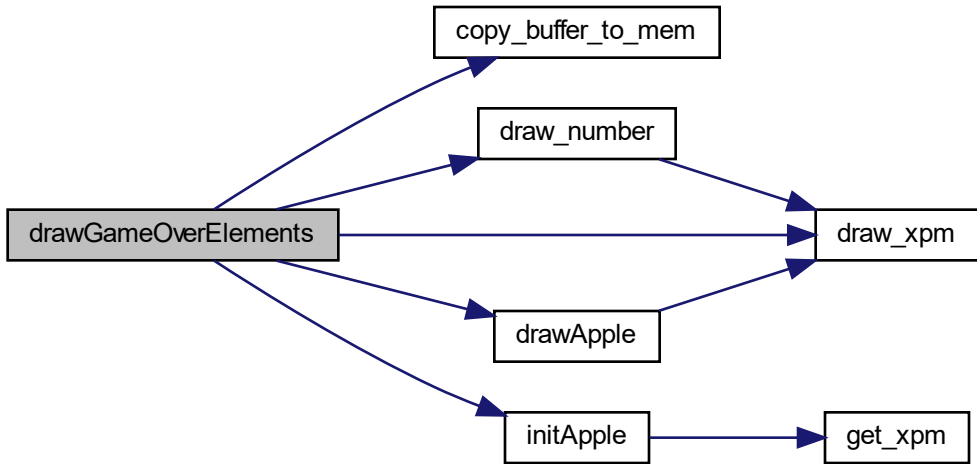 copy_buffer_to_mem
draw_number
drawGameOverElements
draw_xpm
drawApple
initApple
get_xpm